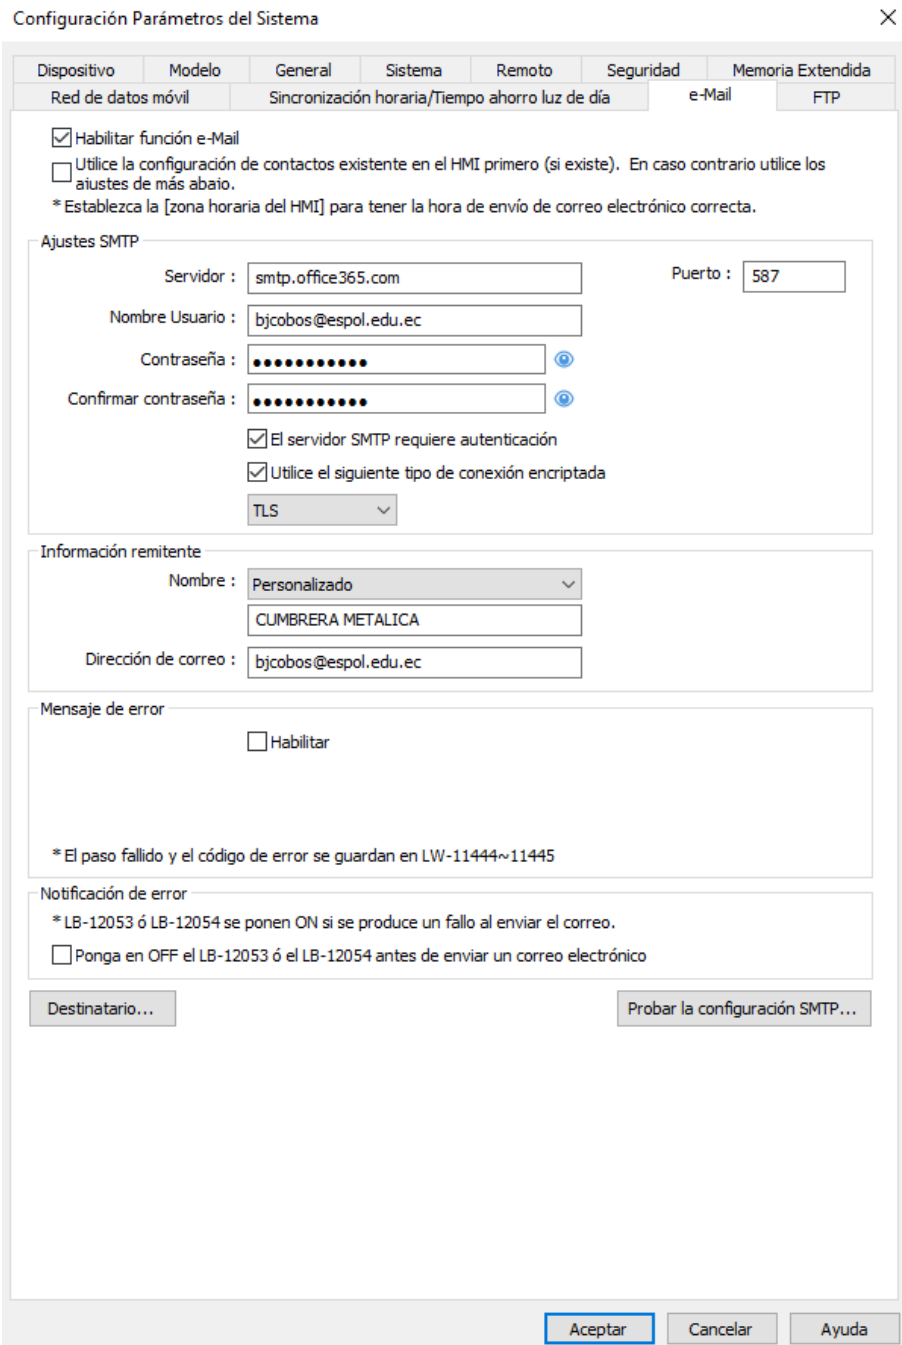 Configuración Parámetros del Sistema
Dispositivo Modelo General Sistema Remoto Seguridad Memoria Extendida
Red de datos móvil Sincronización horaria/Tiempo ahorro luz de día e-Mail FTP
Habilitar función e-Mail
Utilice la configuración de contactos existente en el HMI primero (si existe). En caso contrario utilice los
ajustes de más abajo.
* Establezca la [zona horaria del HMI] para tener la hora de envío de correo electrónico correcta.
Ajustes SMTP
Servidor : smtp.office365.com Puerto : 587
Nombre Usuario : bjcobos@espol.edu.ec
Contraseña : ●●●●●●●●●●●
Confirmar contraseña : ●●●●●●●●●●●
El servidor SMTP requiere autenticación
Utilice el siguiente tipo de conexión encriptada
TLS
Información remitente
Nombre : Personalizado
CUMBRERA METALICA
Dirección de correo : bjcobos@espol.edu.ec
Mensaje de error
Habilitar
* El paso fallido y el código de error se guardan en LW-11444~11445
Notificación de error
* LB-12053 ó LB-12054 se ponen ON si se produce un fallo al enviar el correo.
Ponga en OFF el LB-12053 ó el LB-12054 antes de enviar un correo electrónico
Destinatario... Probar la configuración SMTP...
Aceptar Cancelar Ayuda